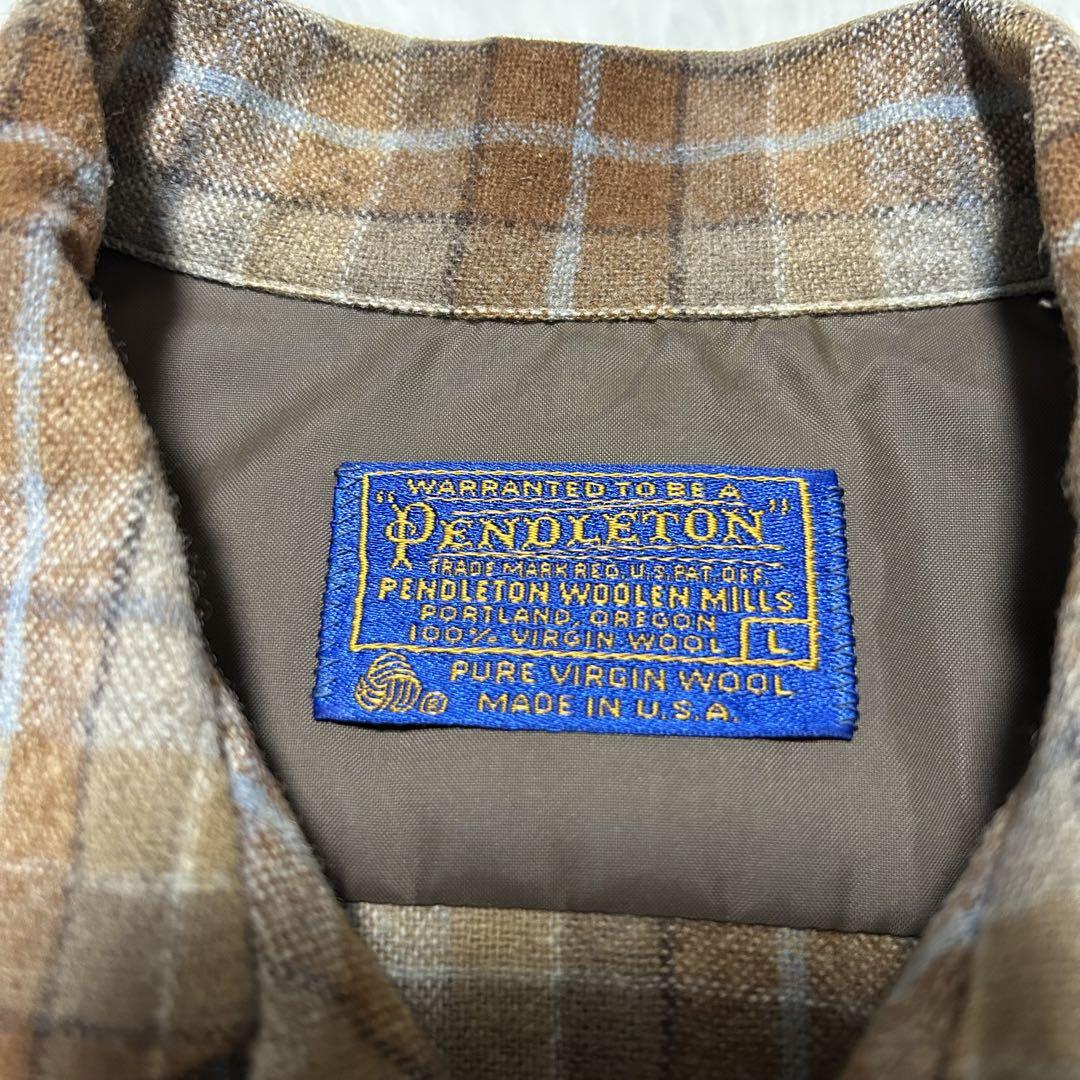 WARRANTED TO BE A
"PENDLETON"
TRADE MARK REG. U.S. PAT. OFF.
PENDLETON WOOLEN MILLS
PORTLAND, OREGON
100% VIRGIN WOOL L
PURE VIRGIN WOOL
MADE IN U.S.A.